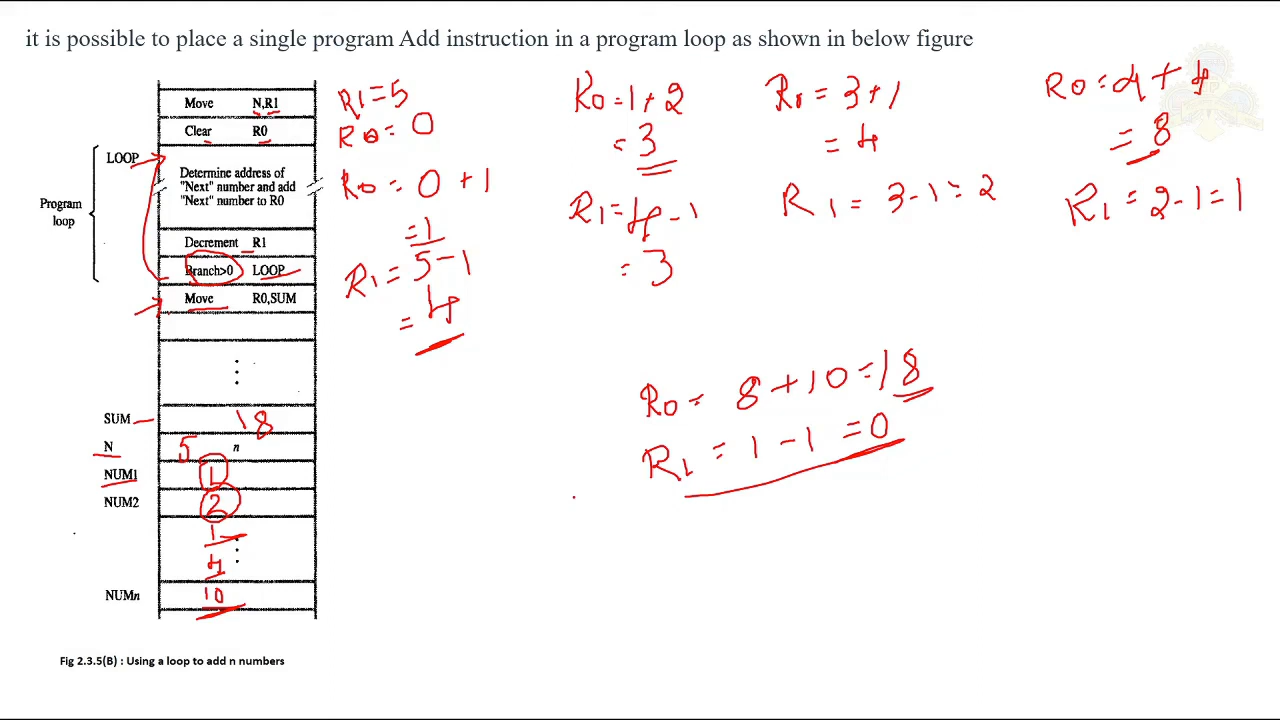 it is possible to place a single program Add instruction in a program loop as shown in below figure
Move N,R1
Clear R0
LOOP
Determine address of
"Next" number and add
"Next" number to R0
Program
loop
Decrement R1
Branch>0 LOOP
Move R0,SUM
SUM 18
N 5 n
NUM1 1
NUM2 2
1
4
NUMn 10
Fig 2.3.5(B) : Using a loop to add n numbers
R1=5
R0= 0
R0 = 0 + 1
= 1
R1 = 5 - 1
= 4
R0 = 1 + 2
= 3
R1 = 4 - 1
= 3
R0 = 3 + 1
= 4
R1 = 3 - 1 = 2
R0 = 4 + 4
= 8
R1 = 2 - 1 = 1
R0 = 8 + 10 = 18
R1 = 1 - 1 = 0